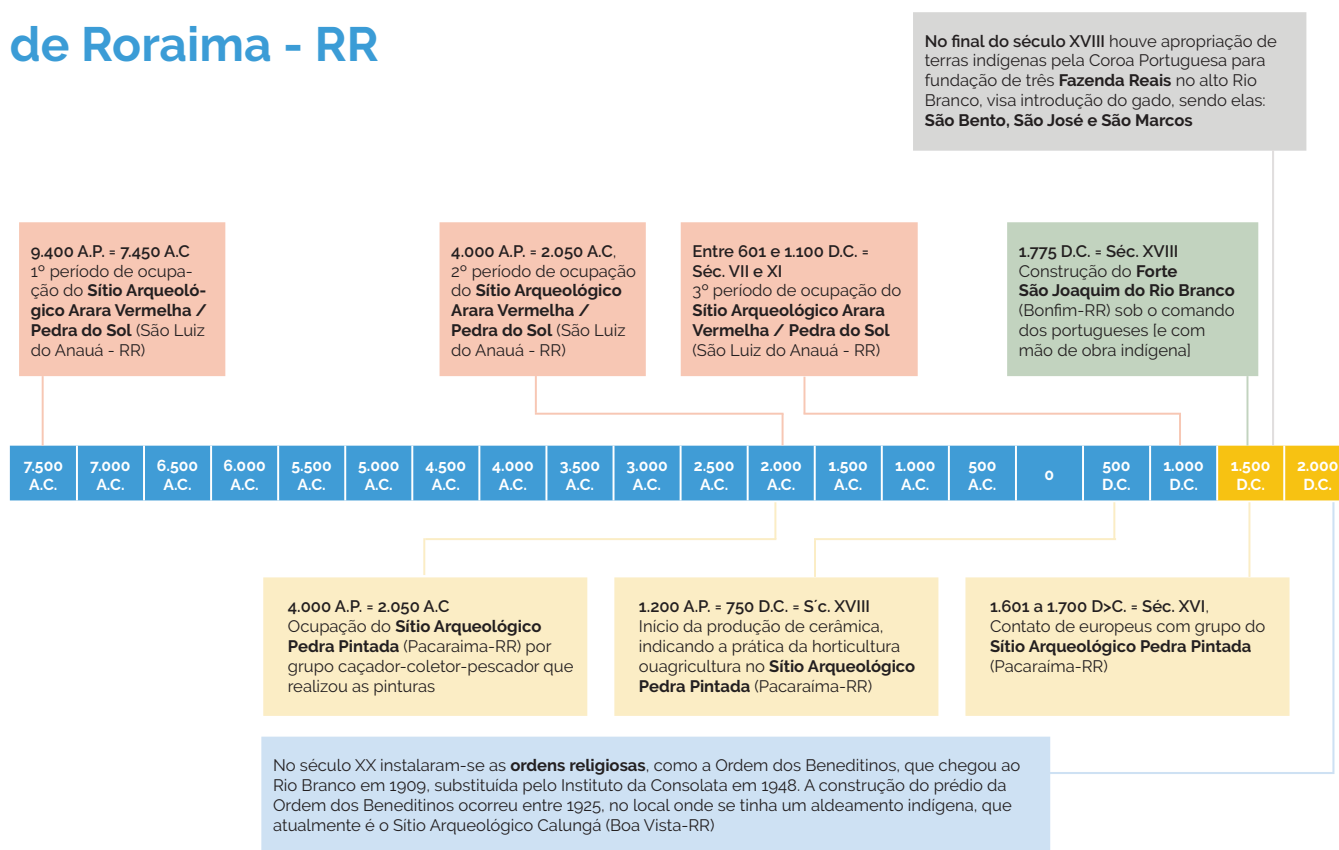 de Roraima - RR
No final do século XVIII houve apropriação de
terras indígenas pela Coroa Portuguesa para
fundação de três Fazenda Reais no alto Rio
Branco, visa introdução do gado, sendo elas:
São Bento, São José e São Marcos
9.400 A.P. = 7.450 A.C
1º período de ocupa-
ção do Sítio Arqueoló-
gico Arara Vermelha /
Pedra do Sol (São Luiz
do Anauá - RR)
4.000 A.P. = 2.050 A.C,
2º período de ocupação
do Sítio Arqueológico
Arara Vermelha /
Pedra do Sol (São Luiz
do Anauá - RR)
Entre 601 e 1.100 D.C. =
Séc. VII e XI
3º período de ocupação do
Sítio Arqueológico Arara
Vermelha / Pedra do Sol
(São Luiz do Anauá - RR)
1.775 D.C. = Séc. XVIII
Construção do Forte
São Joaquim do Rio Branco
(Bonfim-RR) sob o comando
dos portugueses [e com
mão de obra indígena]
7.500 A.C.
7.000 A.C.
6.500 A.C.
6.000 A.C.
5.500 A.C.
5.000 A.C.
4.500 A.C.
4.000 A.C.
3.500 A.C.
3.000 A.C.
2.500 A.C.
2.000 A.C.
1.500 A.C.
1.000 A.C.
500 A.C.
0
500 D.C.
1.000 D.C.
1.500 D.C.
2.000 D.C.
4.000 A.P. = 2.050 A.C
Ocupação do Sítio Arqueológico
Pedra Pintada (Pacaraima-RR) por
grupo caçador-coletor-pescador que
realizou as pinturas
1.200 A.P. = 750 D.C. = S´c. XVIII
Início da produção de cerâmica,
indicando a prática da horticultura
ouagricultura no Sítio Arqueológico
Pedra Pintada (Pacaraíma-RR)
1.601 a 1.700 D>C. = Séc. XVI,
Contato de europeus com grupo do
Sítio Arqueológico Pedra Pintada
(Pacaraíma-RR)
No século XX instalaram-se as ordens religiosas, como a Ordem dos Beneditinos, que chegou ao
Rio Branco em 1909, substituída pelo Instituto da Consolata em 1948. A construção do prédio da
Ordem dos Beneditinos ocorreu entre 1925, no local onde se tinha um aldeamento indígena, que
atualmente é o Sítio Arqueológico Calungá (Boa Vista-RR)